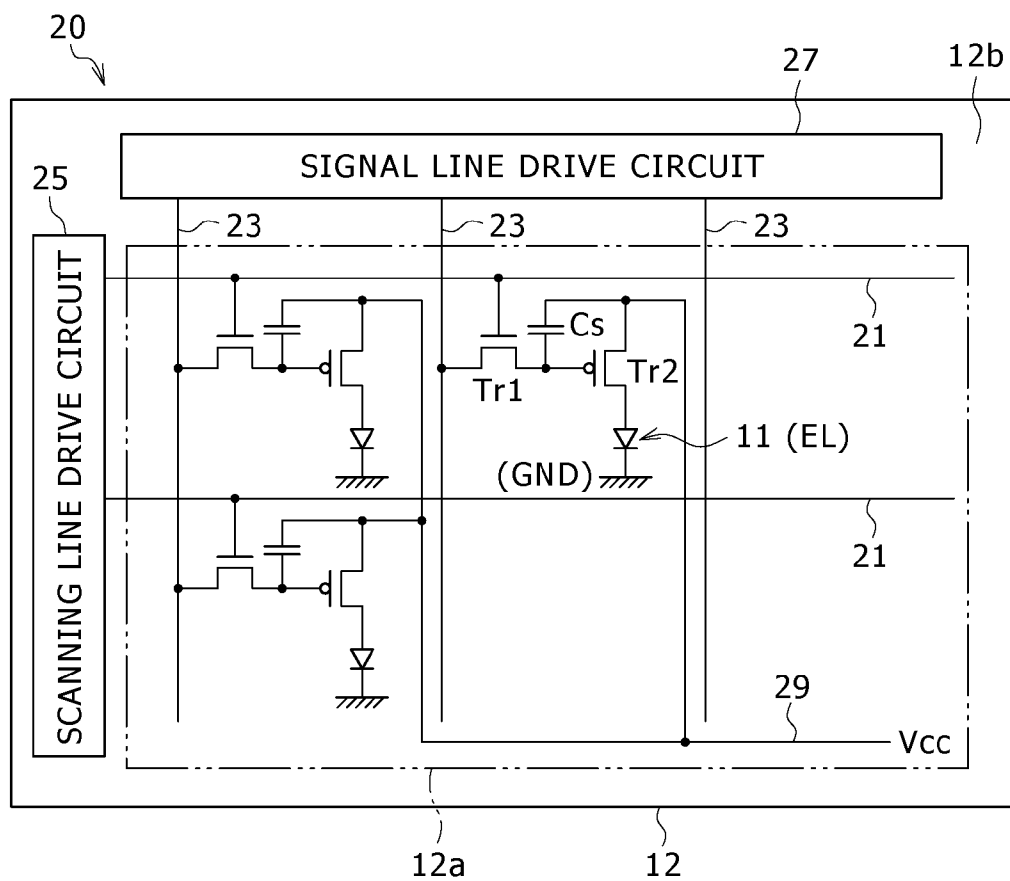 20
27
12b
SIGNAL LINE DRIVE CIRCUIT
25
23
23
23
SCANNING LINE DRIVE CIRCUIT
21
Cs
Tr1
Tr2
11 (EL)
(GND)
21
29
Vcc
12a
12